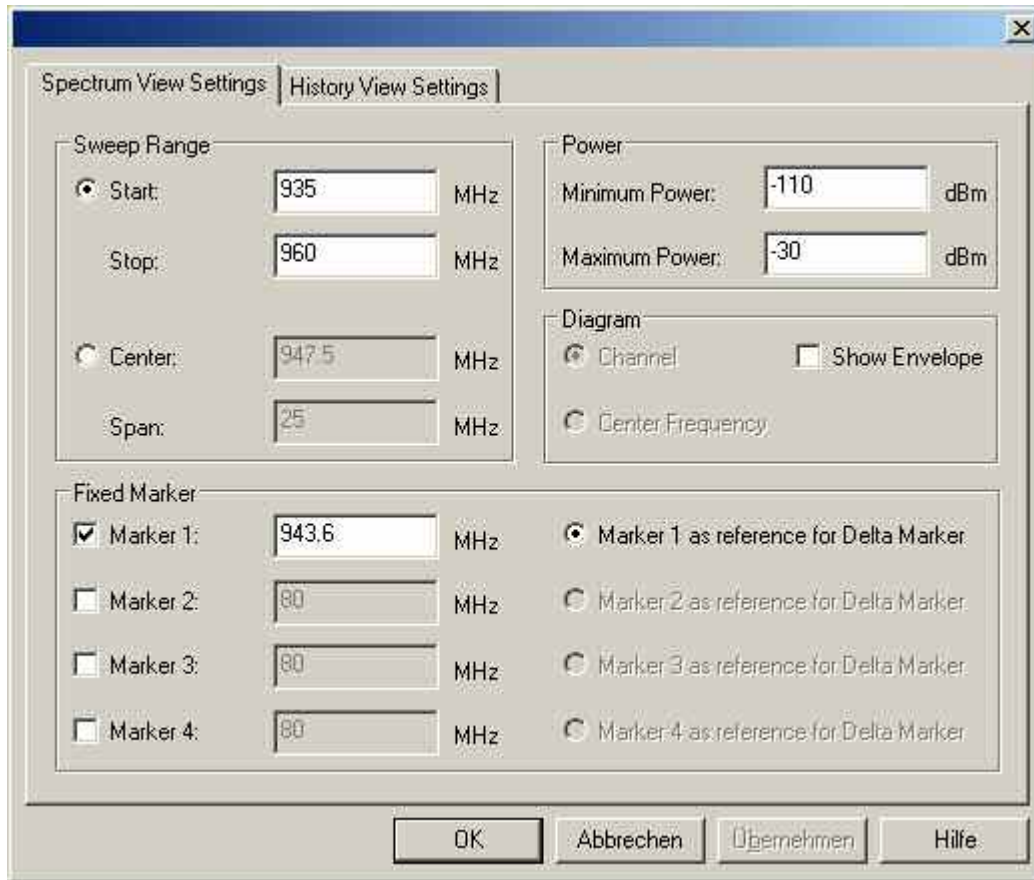 Spectrum View Settings
History View Settings
Sweep Range
Start: 935 MHz
Stop: 960 MHz
Center: 947.5 MHz
Span: 25 MHz
Power
Minimum Power: -110 dBm
Maximum Power: -30 dBm
Diagram
Channel
Show Envelope
Center Frequency
Fixed Marker
Marker 1: 943.6 MHz Marker 1 as reference for Delta Marker
Marker 2: 80 MHz Marker 2 as reference for Delta Marker
Marker 3: 80 MHz Marker 3 as reference for Delta Marker
Marker 4: 80 MHz Marker 4 as reference for Delta Marker
OK Abbrechen Übernehmen Hilfe